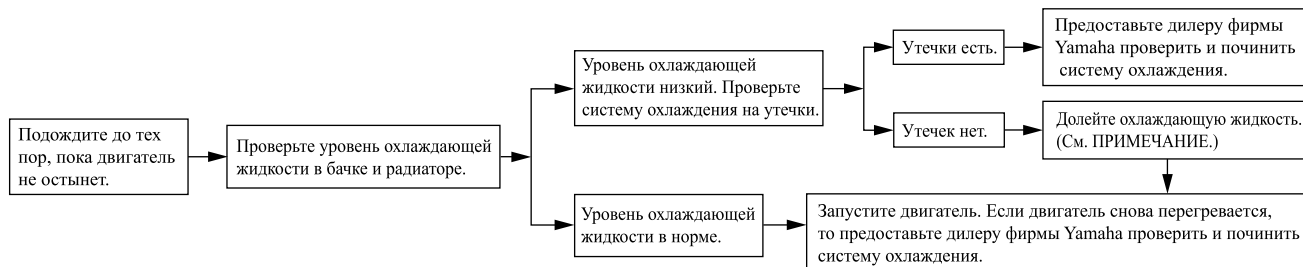 Подождите до тех
пор, пока двигатель
не остынет.
Проверьте уровень охлаждающей
жидкости в бачке и радиаторе.
Уровень охлаждающей
жидкости низкий. Проверьте
систему охлаждения на утечки.
Утечки есть.
Предоставьте дилеру фирмы
Yamaha проверить и починить
систему охлаждения.
Утечек нет.
Долейте охлаждающую жидкость.
(См. ПРИМЕЧАНИЕ.)
Уровень охлаждающей
жидкости в норме.
Запустите двигатель. Если двигатель снова перегревается,
то предоставьте дилеру фирмы Yamaha проверить и починить
систему охлаждения.